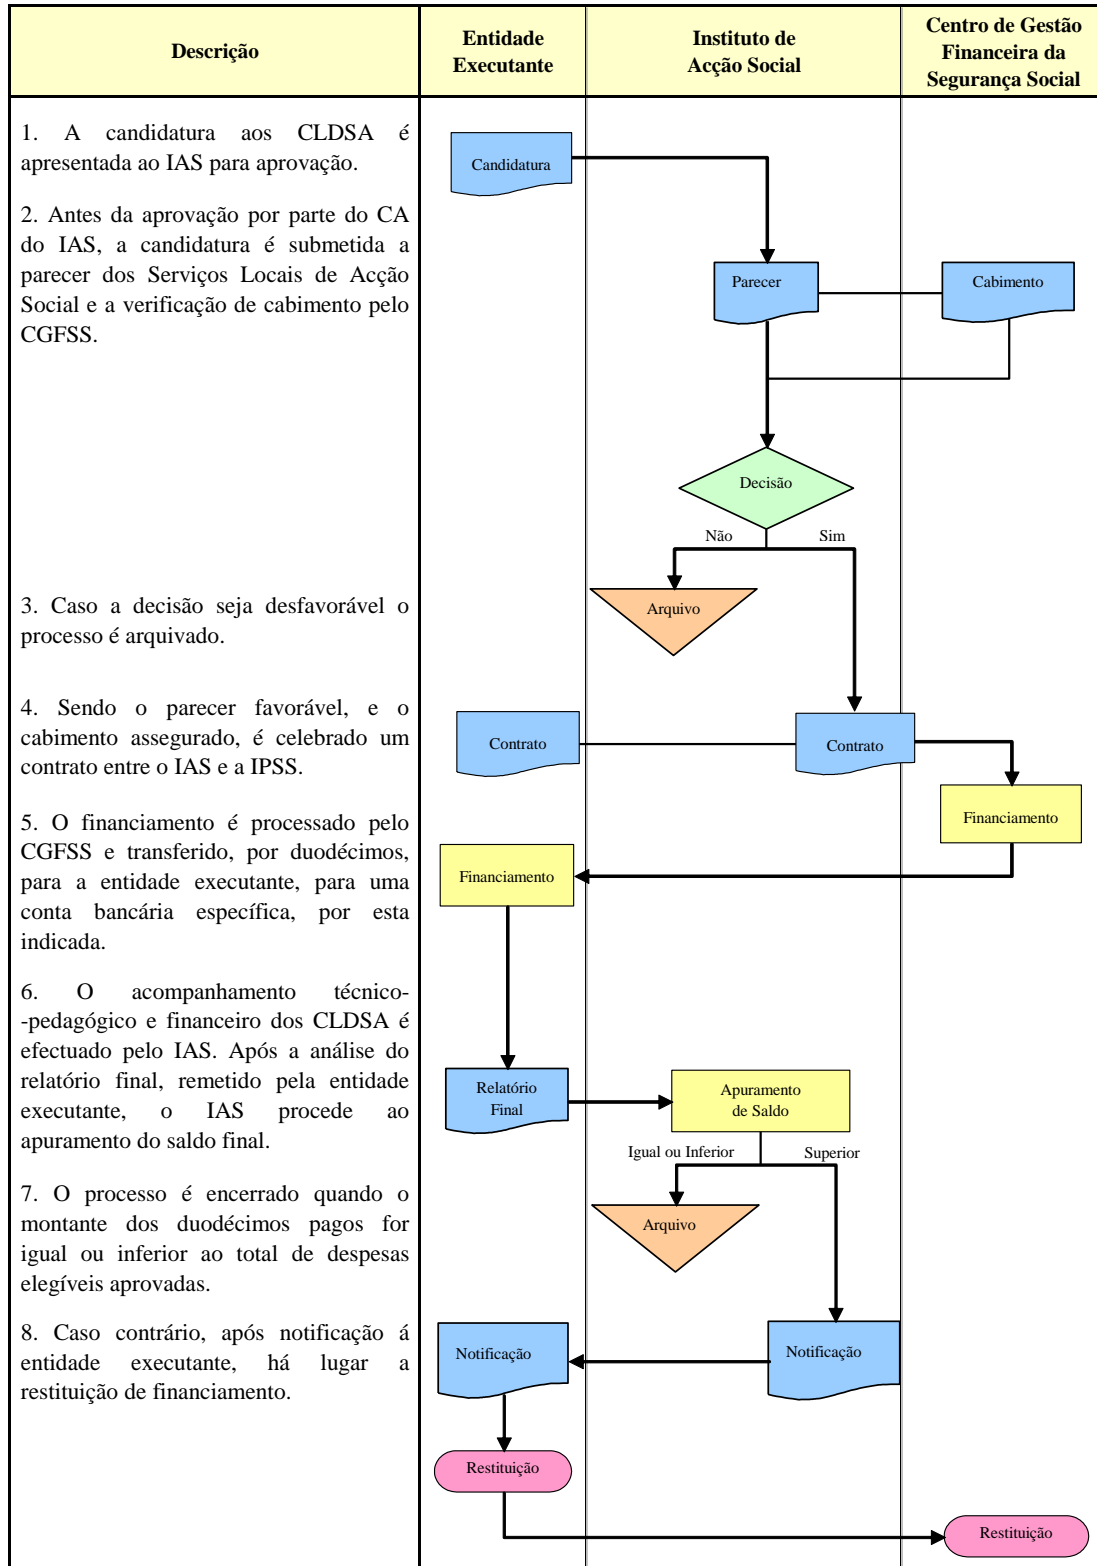 Descrição
Entidade
Executante
Instituto de
Acção Social
Centro de Gestão
Financeira da
Segurança Social
1. A candidatura aos CLDSA é
apresentada ao IAS para aprovação.
2. Antes da aprovação por parte do CA
do IAS, a candidatura é submetida a
parecer dos Serviços Locais de Acção
Social e a verificação de cabimento pelo
CGFSS.
3. Caso a decisão seja desfavorável o
processo é arquivado.
4. Sendo o parecer favorável, e o
cabimento assegurado, é celebrado um
contrato entre o IAS e a IPSS.
5. O financiamento é processado pelo
CGFSS e transferido, por duodécimos,
para a entidade executante, para uma
conta bancária específica, por esta
indicada.
6. O acompanhamento técnico-
-pedagógico e financeiro dos CLDSA é
efectuado pelo IAS. Após a análise do
relatório final, remetido pela entidade
executante, o IAS procede ao
apuramento do saldo final.
7. O processo é encerrado quando o
montante dos duodécimos pagos for
igual ou inferior ao total de despesas
elegíveis aprovadas.
8. Caso contrário, após notificação á
entidade executante, há lugar a
restituição de financiamento.
Candidatura
Parecer
Cabimento
Decisão
Não
Sim
Arquivo
Contrato
Contrato
Financiamento
Financiamento
Relatório
Final
Apuramento
de Saldo
Igual ou Inferior
Superior
Arquivo
Notificação
Notificação
Restituição
Restituição